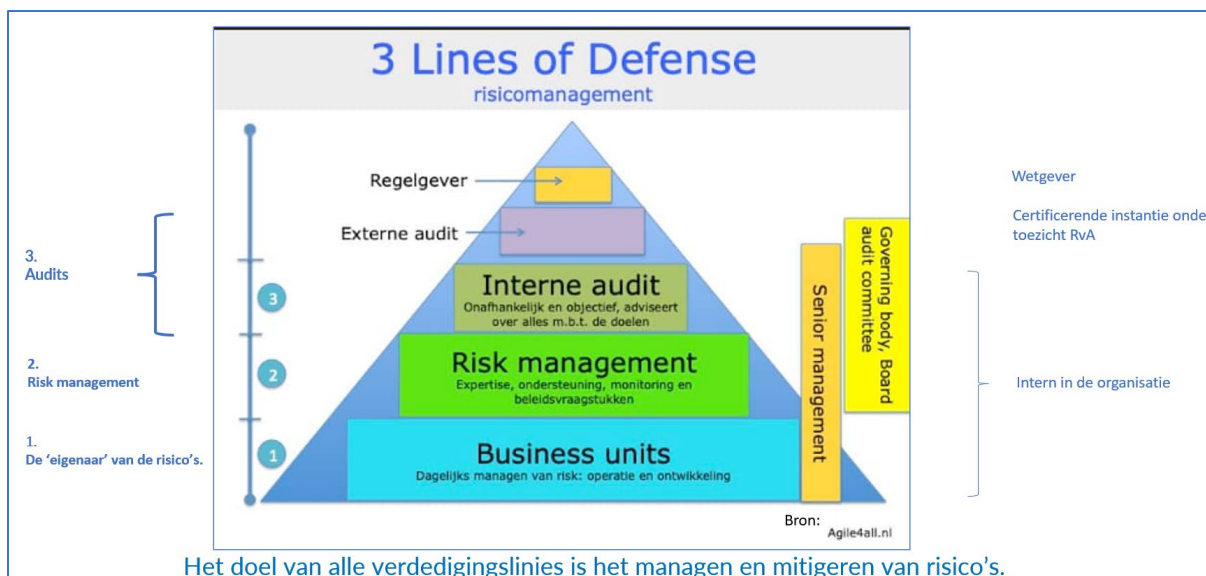 3 Lines of Defense
risicomanagement
Regelgever
Externe audit
Wetgever
Certificerende instantie onde
toezicht RvA
3.
Audits
3
Interne audit
Onafhankelijk en objectief, adviseert
over alles m.b.t. de doelen
2.
Risk management
2
Risk management
Expertise, ondersteuning, monitoring en
beleidsvraagstukken
1.
De ‘eigenaar’ van de risico’s.
1
Business units
Dagelijks managen van risk: operatie en ontwikkeling
Senior management
Governing body, Board
audit committee
Intern in de organisatie
Bron:
Agile4all.nl
Het doel van alle verdedigingslinies is het managen en mitigeren van risico’s.